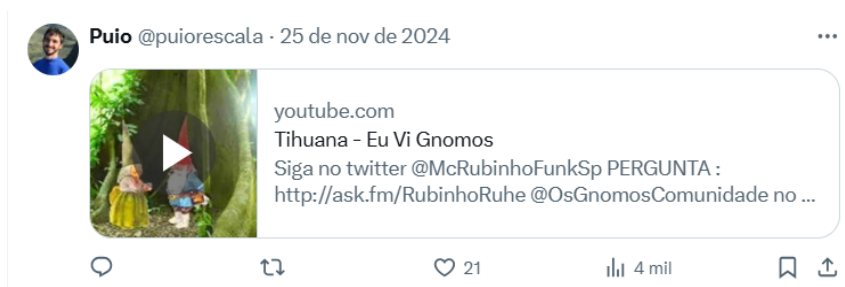 Puio @puiorescala · 25 de nov de 2024
youtube.com
Tihuana - Eu Vi Gnomos
Siga no twitter @McRubinhoFunkSp PERGUNTA :
http://ask.fm/RubinhoRuhe @OsGnomosComunidade no ...
21
4 mil